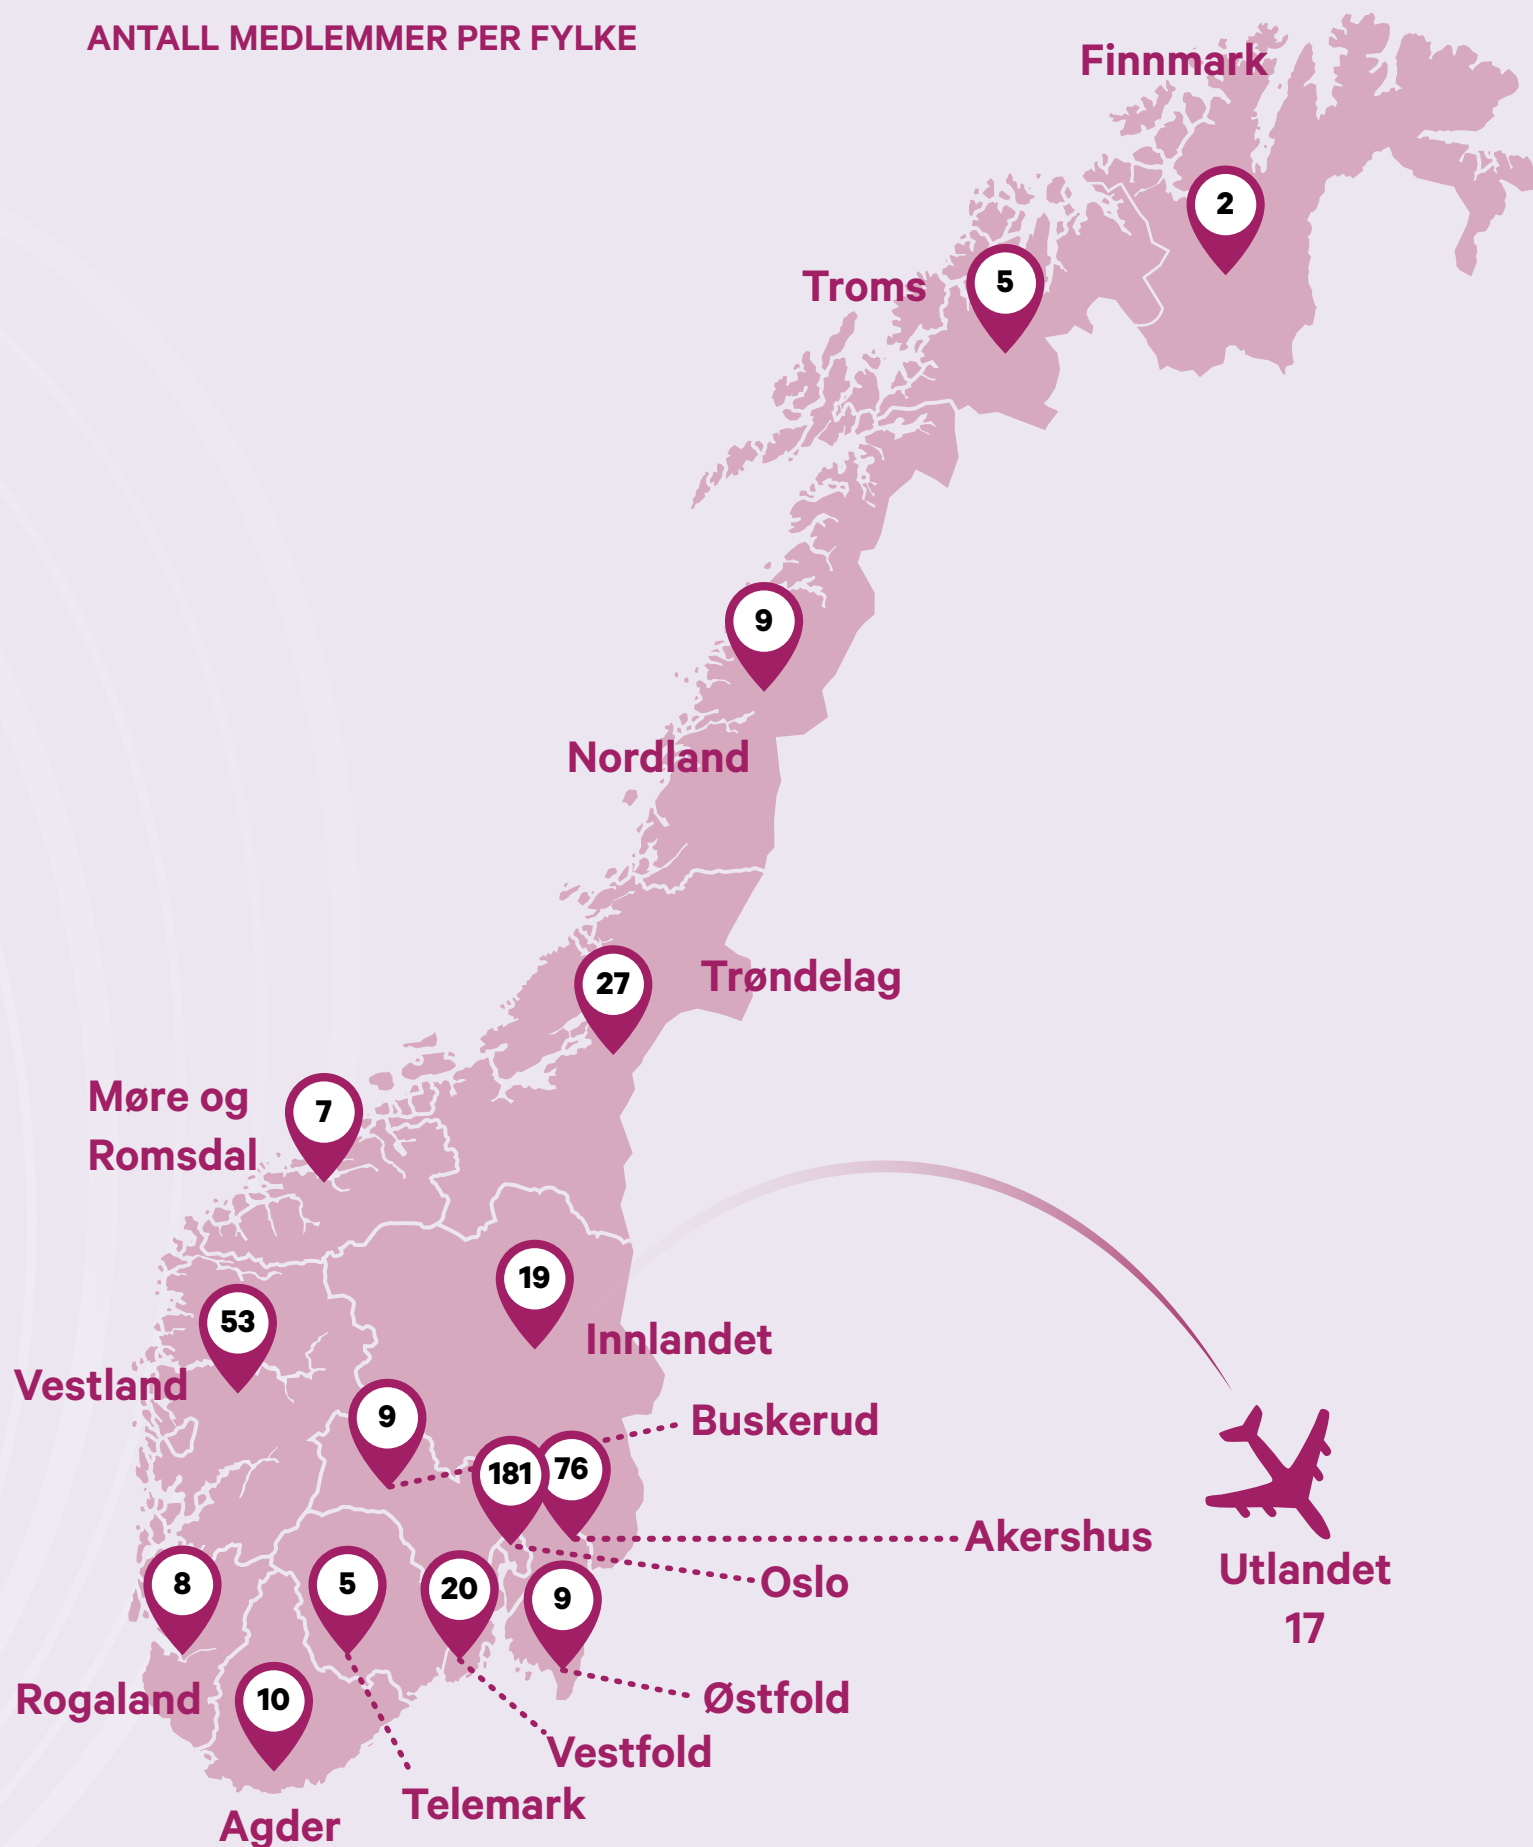 ANTALL MEDLEMMER PER FYLKE
Finnmark
2
Troms
5
9
Nordland
27
Trøndelag
Møre og
Romsdal
7
19
Innlandet
53
Vestland
9
Buskerud
181
76
Akershus
Oslo
Utlandet
17
8
Rogaland
5
20
9
Østfold
10
Vestfold
Telemark
Agder